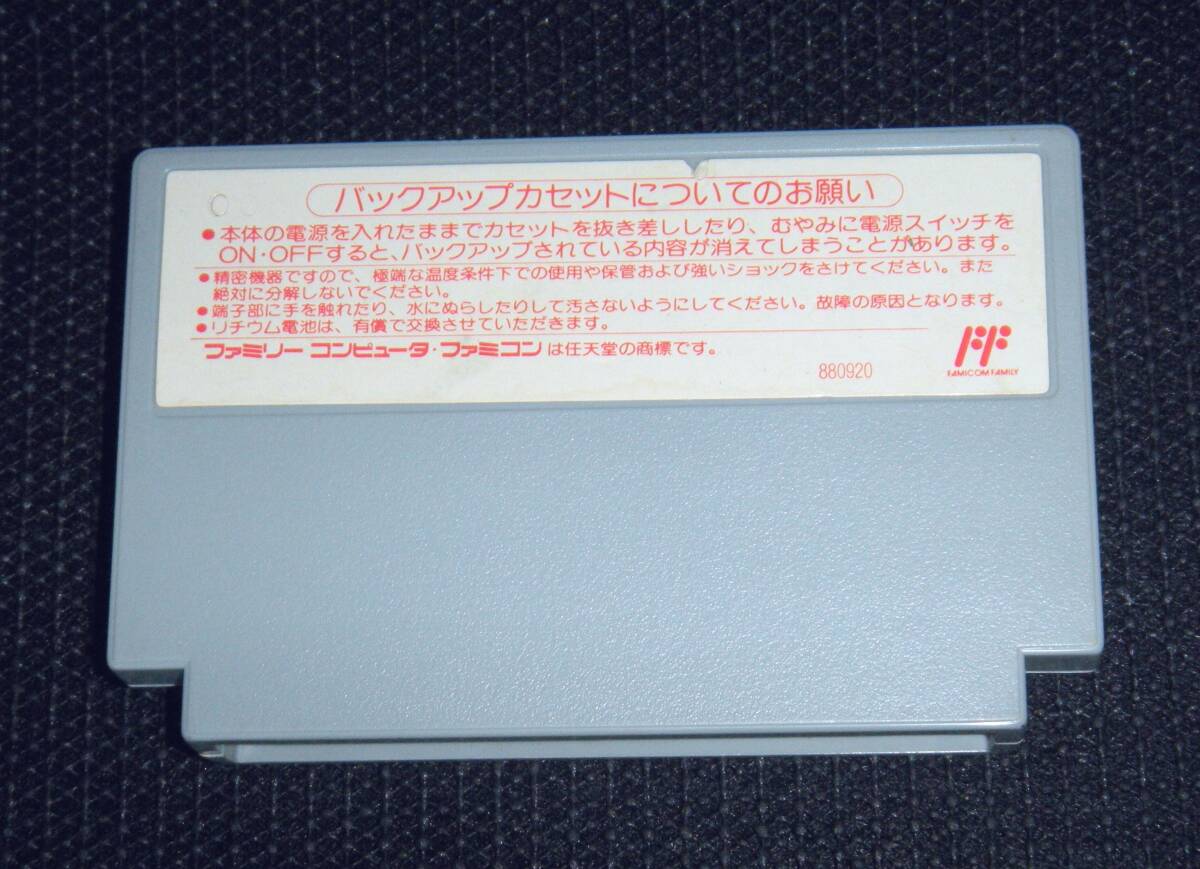 バックアップカセットについてのお願い
●本体の電源を入れたままでカセットを抜き差ししたり、むやみに電源スイッチを
ON・OFFすると、バックアップされている内容が消えてしまうことがあります。
●精密機器ですので、極端な温度条件下での使用や保管および強いショックをさけてください。また
絶対に分解しないでください。
●端子部に手を触れたり、水にぬらしたりして汚さないようにしてください。故障の原因となります。
●リチウム電池は、有償で交換させていただきます。
ファミリー コンピュータ・ファミコンは任天堂の商標です。
880920
FAMICOM FAMILY